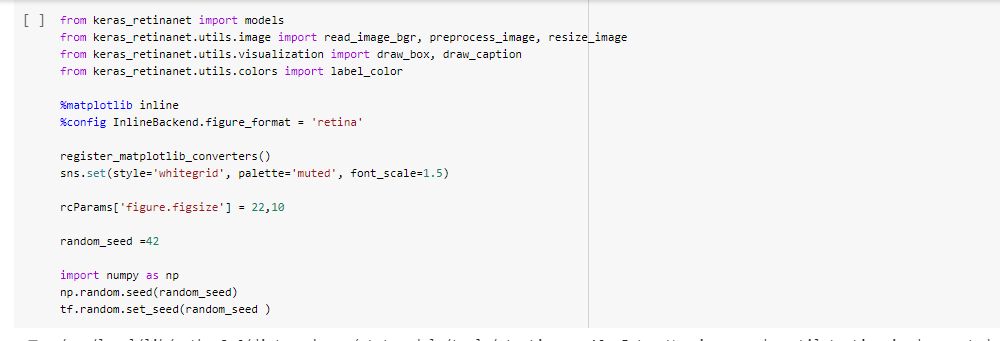 [ ] from keras_retinanet import models
from keras_retinanet.utils.image import read_image_bgr, preprocess_image, resize_image
from keras_retinanet.utils.visualization import draw_box, draw_caption
from keras_retinanet.utils.colors import label_color
%matplotlib inline
%config InlineBackend.figure_format = 'retina'
register_matplotlib_converters()
sns.set(style='whitegrid', palette='muted', font_scale=1.5)
rcParams['figure.figsize'] = 22,10
random_seed =42
import numpy as np
np.random.seed(random_seed)
tf.random.set_seed(random_seed )